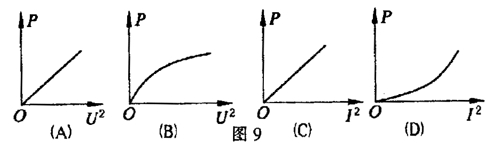 P P P P
O U² O U² O I² O I²
(A) (B) 图 9 (C) (D)